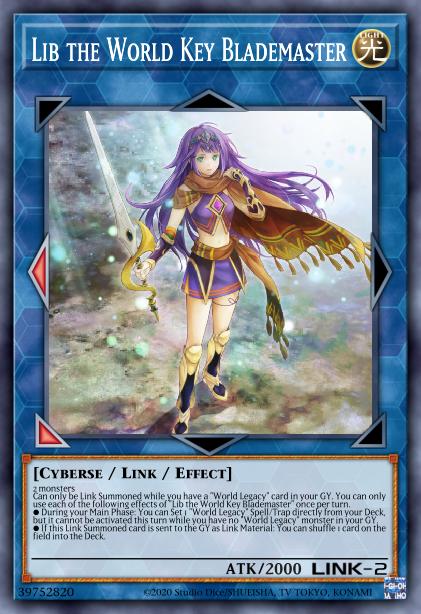 LIB THE WORLD KEY BLADEMASTER
LIGHT
光
[CYBERSE / LINK / EFFECT]
2 monsters
Can only be Link Summoned while you have a "World Legacy" card in your GY. You can only
use each of the following effects of "Lib the World Key Blademaster" once per turn.
● During your Main Phase: You can Set 1 "World Legacy" Spell/Trap directly from your Deck,
but it cannot be activated this turn while you have no "World Legacy" monster in your GY.
● If this Link Summoned card is sent to the GY as Link Material: You can shuffle 1 card on the
field into the Deck.
ATK/2000 LINK-2
39752820 ©2020 Studio Dice/SHUEISHA, TV TOKYO, KONAMI